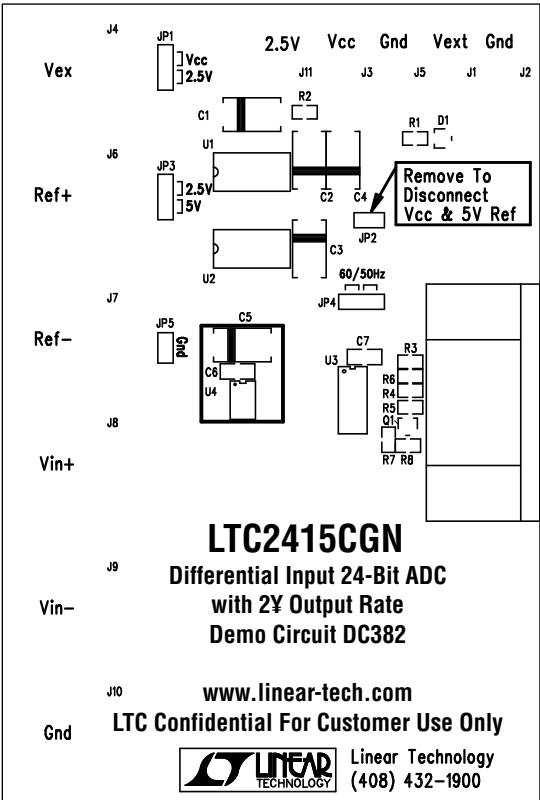 J4
JP1
2.5V Vcc Gnd Vext Gnd
Vex
Vcc
2.5V
J11 J3 J5 J1 J2
R2
C1
R1 D1
J6
U1
JP3
Ref+
2.5V
5V
C2 C4
Remove To
Disconnect
Vcc & 5V Ref
JP2
C3
U2
60/50Hz
J7
JP4
Ref-
JP5
Gnd
C5
C6
U4
U3
C7
R3
R6
R4
R5
Q1
R7 R8
J8
Vin+
LTC2415CGN
J9
Differential Input 24-Bit ADC
Vin-
with 2¥ Output Rate
Demo Circuit DC382
J10
www.linear-tech.com
LTC Confidential For Customer Use Only
Gnd
LT LINEAR
TECHNOLOGY
Linear Technology
(408) 432-1900